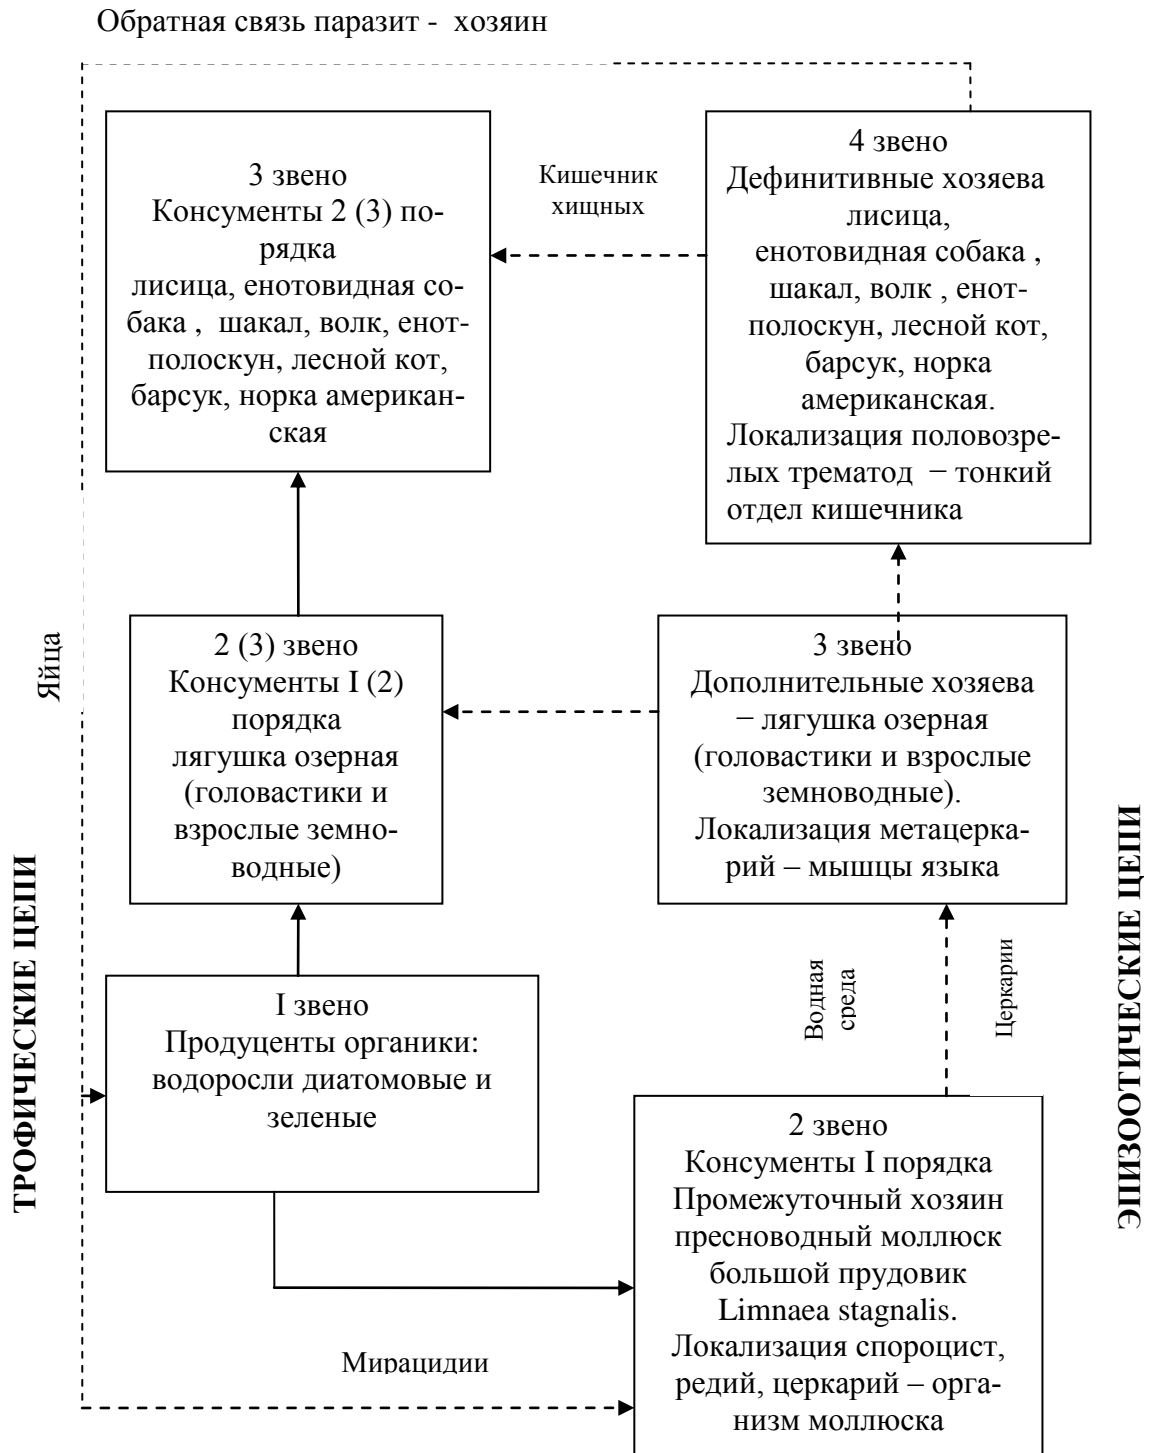 Обратная связь паразит - хозяин
3 звено
Консументы 2 (3) по-
рядка
лисица, енотовидная со-
бака , шакал, волк, енот-
полоскун, лесной кот,
барсук, норка американ-
ская
Кишечник
хищных
4 звено
Дефинитивные хозяева
лисица,
енотовидная собака ,
шакал, волк , енот-
полоскун, лесной кот,
барсук, норка
американская.
Локализация половозре-
лых трематод − тонкий
отдел кишечника
Яйца
2 (3) звено
Консументы I (2)
порядка
лягушка озерная
(головастики и
взрослые земно-
водные)
3 звено
Дополнительные хозяева
− лягушка озерная
(головастики и взрослые
земноводные).
Локализация метацерка-
рий – мышцы языка
ТРОФИЧЕСКИЕ ЦЕПИ
ЭПИЗООТИЧЕСКИЕ ЦЕПИ
Водная
среда
Церкарии
I звено
Продуценты органики:
водоросли диатомовые и
зеленые
2 звено
Консументы I порядка
Промежуточный хозяин
пресноводный моллюск
большой прудовик
Limnaea stagnalis.
Локализация спороцист,
редий, церкарий – орга-
низм моллюска
Мирацидии